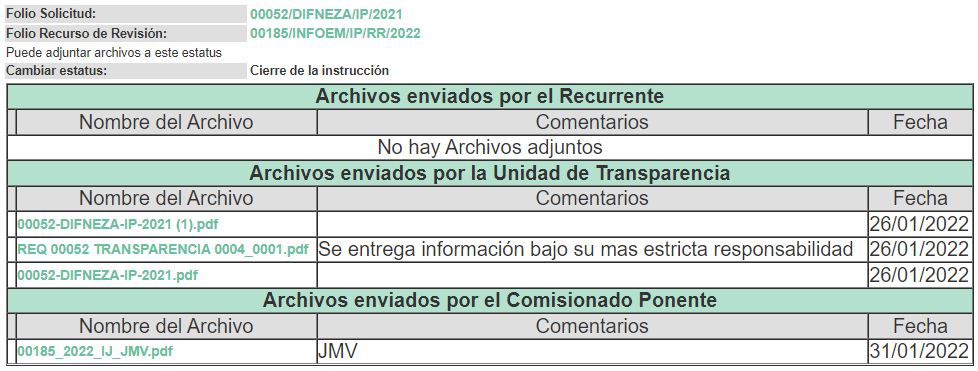 Folio Solicitud: 00052/DIFNEZA/IP/2021
Folio Recurso de Revisión: 00185/INFOEM/IP/RR/2022
Puede adjuntar archivos a este estatus
Cambiar estatus: Cierre de la instrucción
Archivos enviados por el Recurrente
Nombre del Archivo Comentarios Fecha
No hay Archivos adjuntos
Archivos enviados por la Unidad de Transparencia
Nombre del Archivo Comentarios Fecha
00052-DIFNEZA-IP-2021 (1).pdf 26/01/2022
REQ 00052 TRANSPARENCIA 0004_0001.pdf Se entrega información bajo su mas estricta responsabilidad 26/01/2022
00052-DIFNEZA-IP-2021.pdf 26/01/2022
Archivos enviados por el Comisionado Ponente
Nombre del Archivo Comentarios Fecha
00185_2022_IJ_JMV.pdf JMV 31/01/2022